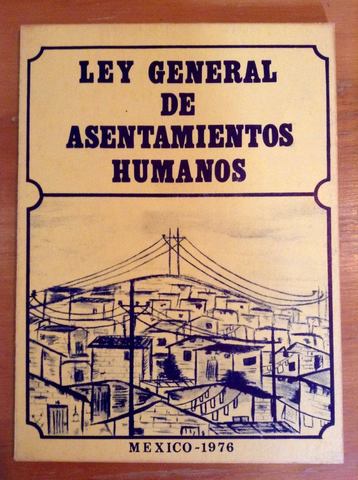 LEY GENERAL
DE
ASENTAMIENTOS
HUMANOS
MEXICO-1976